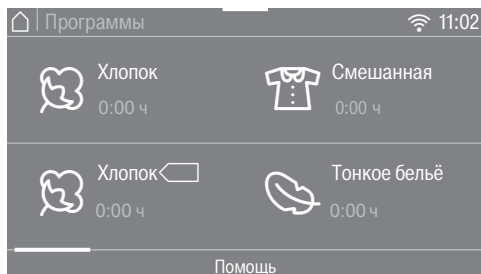 Программы 11:02
Хлопок Смешанная
0:00 ч 0:00 ч
Хлопок Тонкое бельё
0:00 ч 0:00 ч
Помощь